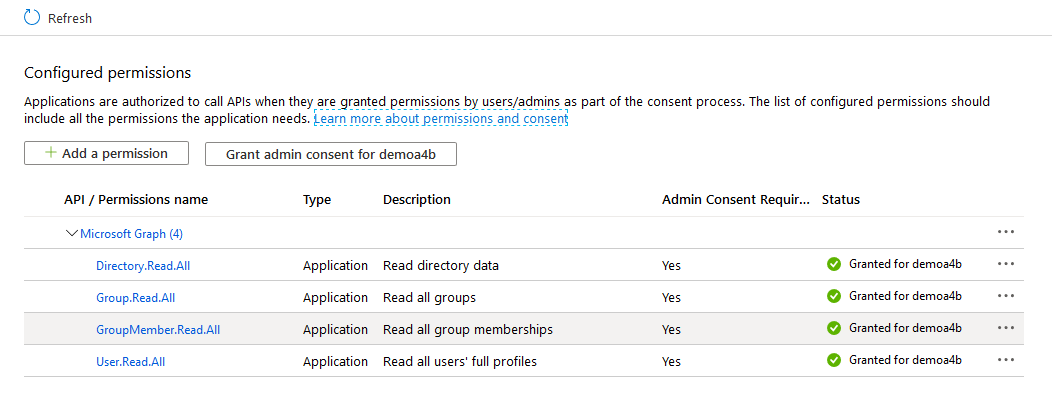 Refresh
Configured permissions
Applications are authorized to call APIs when they are granted permissions by users/admins as part of the consent process. The list of configured permissions should
include all the permissions the application needs. Learn more about permissions and consent
+ Add a permission Grant admin consent for demoa4b
API / Permissions name Type Description Admin Consent Requir... Status
Microsoft Graph (4) ...
Directory.Read.All Application Read directory data Yes Granted for demoa4b ...
Group.Read.All Application Read all groups Yes Granted for demoa4b ...
GroupMember.Read.All Application Read all group memberships Yes Granted for demoa4b ...
User.Read.All Application Read all users' full profiles Yes Granted for demoa4b ...